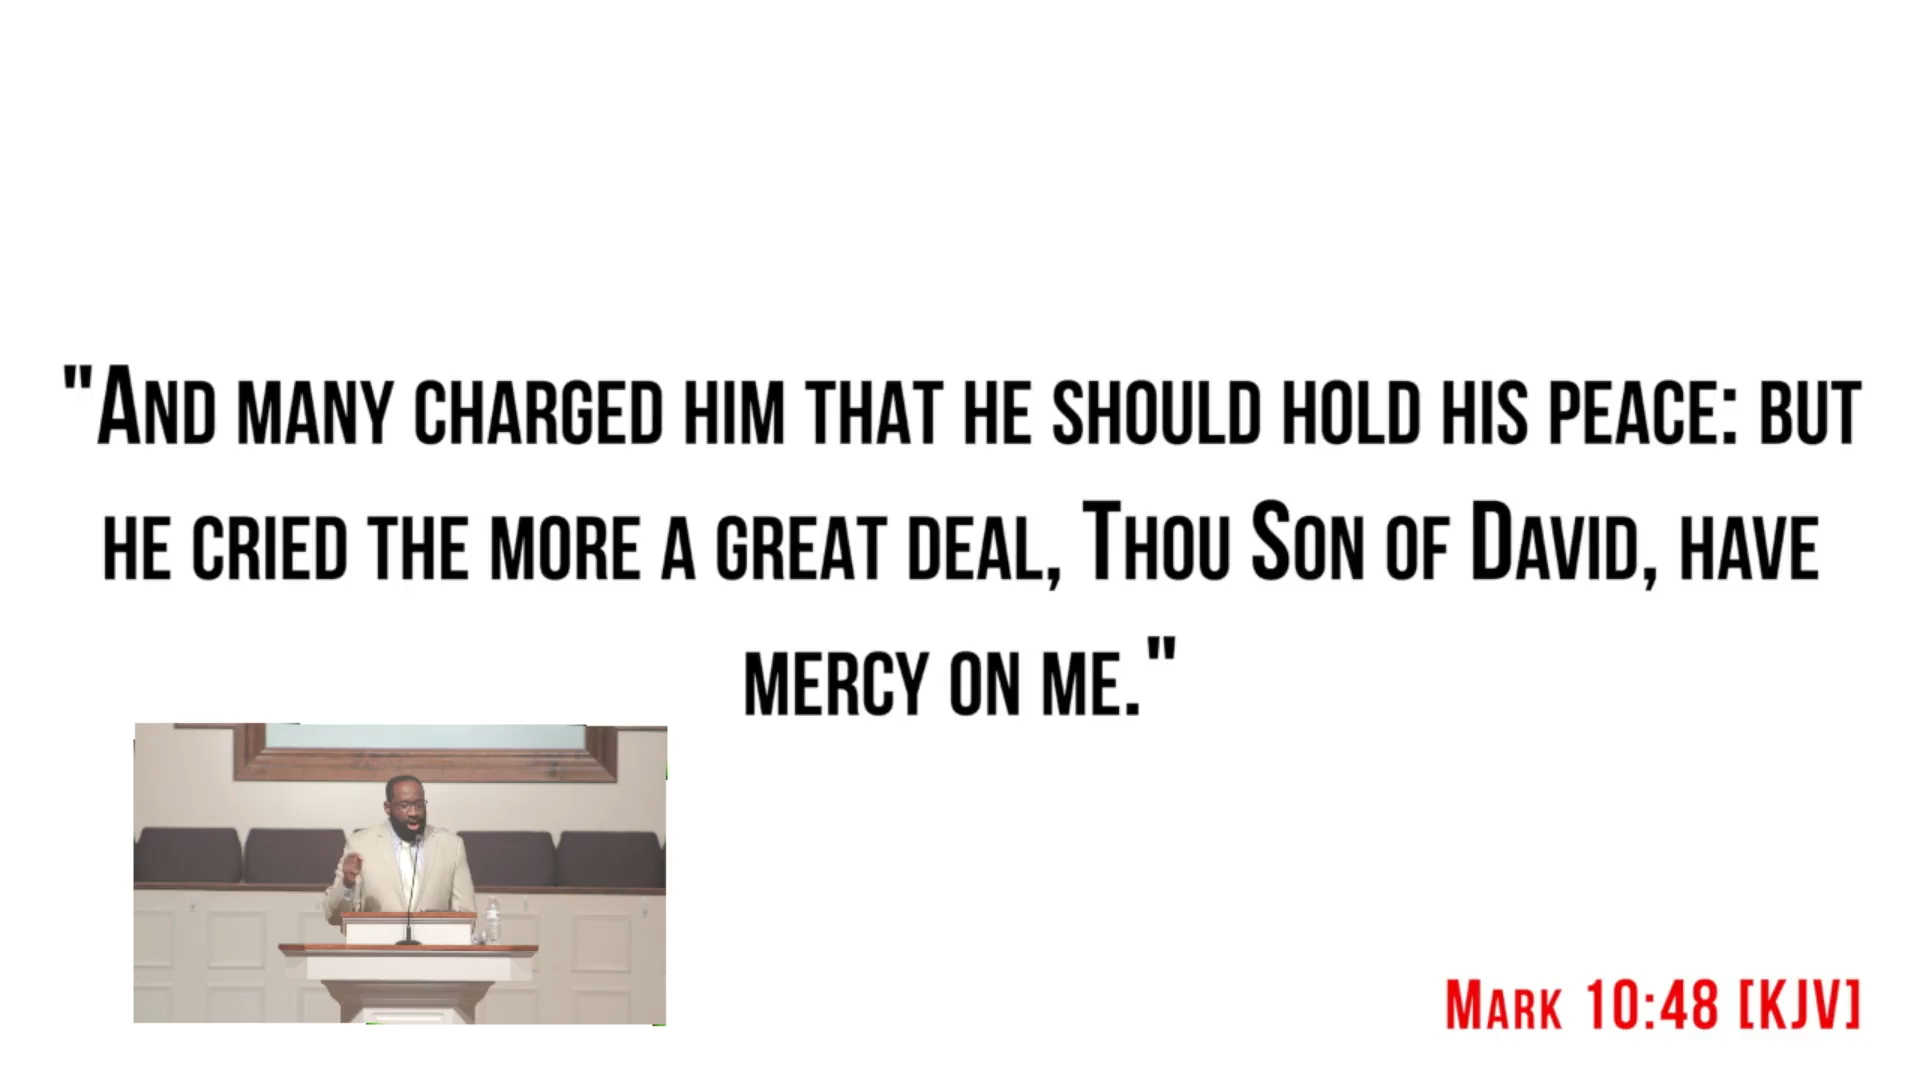 "And many charged him that he should hold his peace: but
he cried the more a great deal, Thou Son of David, have
mercy on me."
Mark 10:48 [KJV]